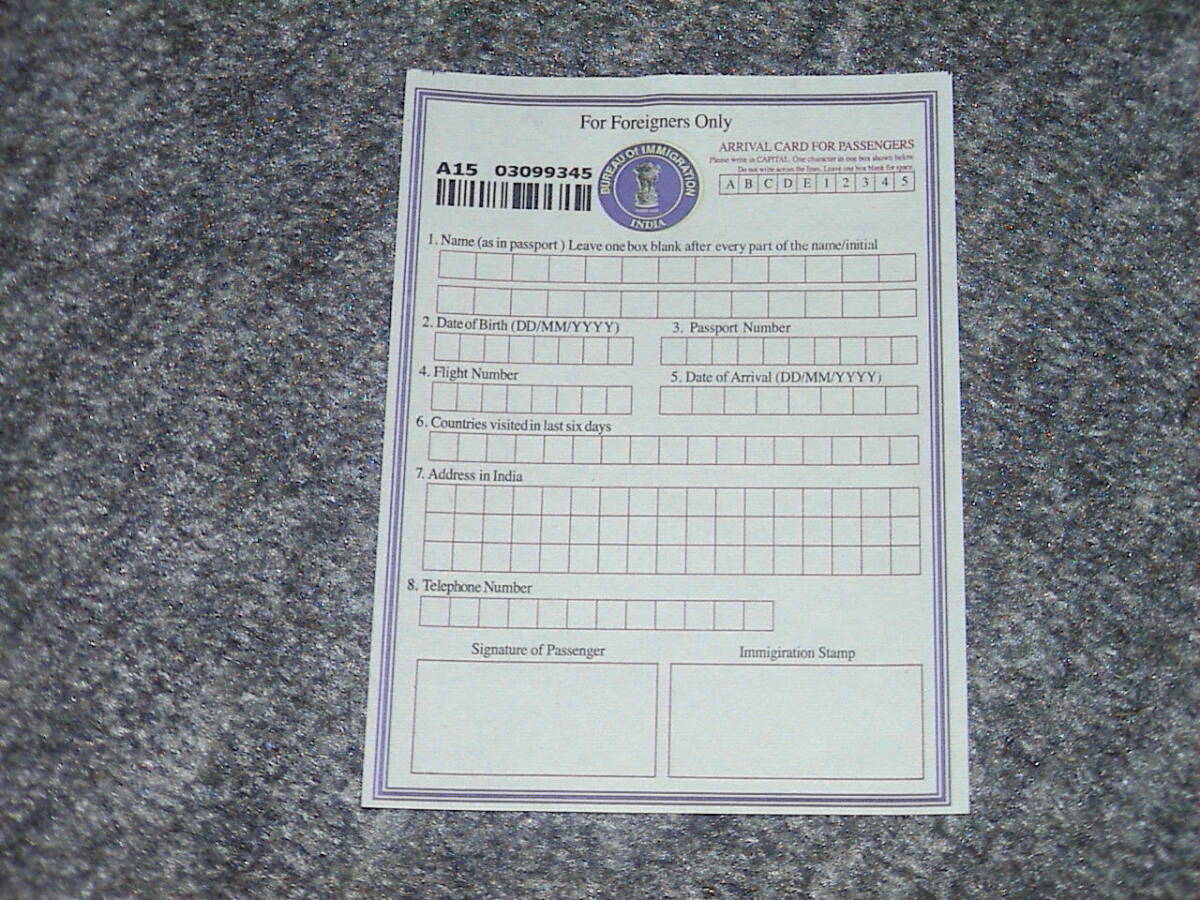 For Foreigners Only
A15 03099345
BUREAU OF IMMIGRATION
INDIA
ARRIVAL CARD FOR PASSENGERS
Please write in CAPITAL. One character in one box shown below
Do not write across the lines. Leave one box blank for space.
A B C D E 1 2 3 4 5
1. Name (as in passport ) Leave one box blank after every part of the name/initial
2. Date of Birth (DD/MM/YYYY)
3. Passport Number
4. Flight Number
5. Date of Arrival (DD/MM/YYYY)
6. Countries visited in last six days
7. Address in India
8. Telephone Number
Signature of Passenger
Immigiration Stamp